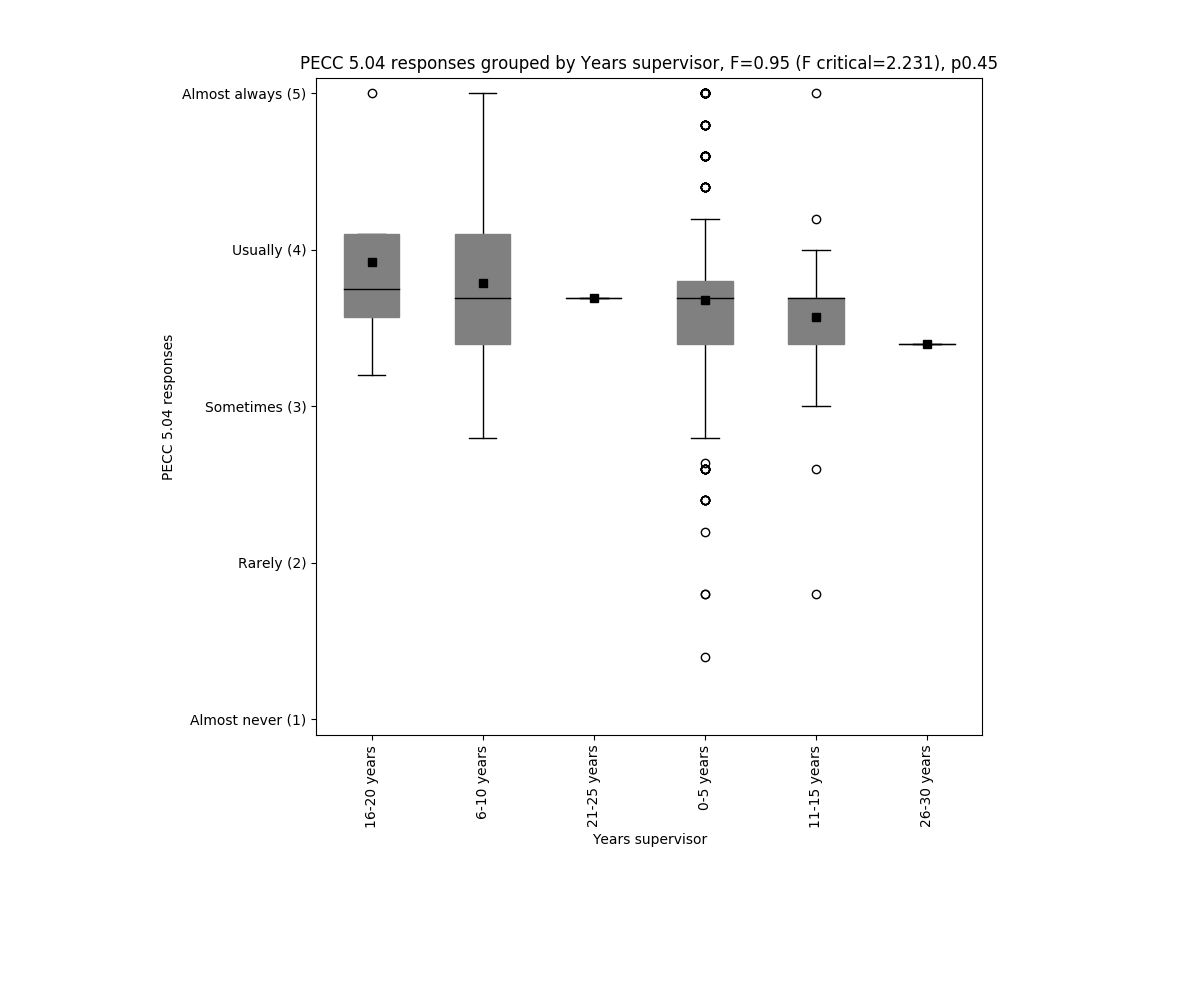 PECC 5.04 responses grouped by Years supervisor, F=0.95 (F critical=2.231), p0.45
Almost always (5)
Usually (4)
Sometimes (3)
Rarely (2)
Almost never (1)
PECC 5.04 responses
16-20 years
6-10 years
21-25 years
0-5 years
11-15 years
26-30 years
Years supervisor